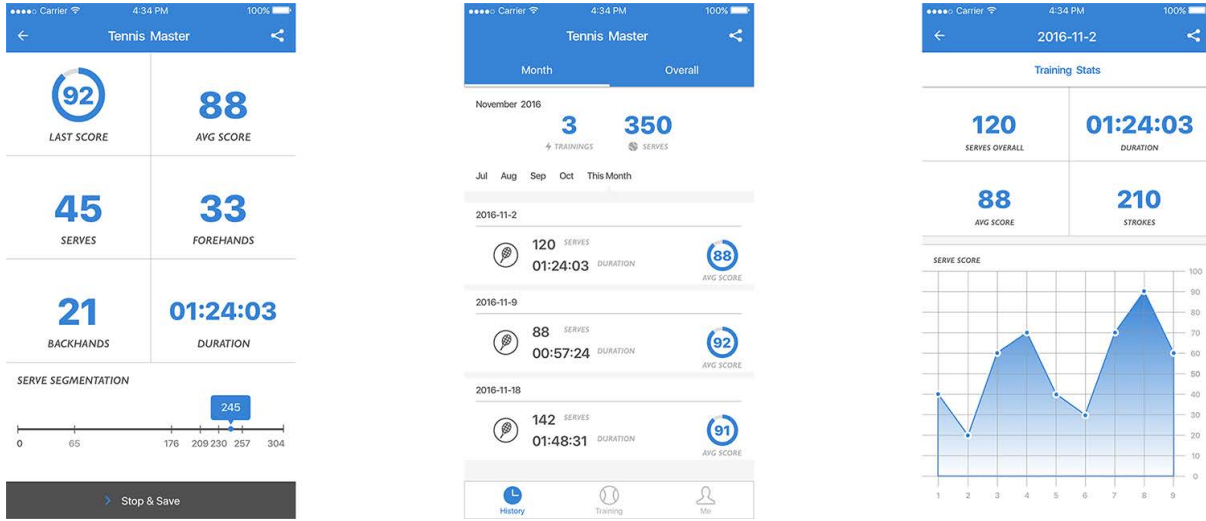 Carrier 4:34 PM 100%
Tennis Master
92 88
LAST SCORE AVG SCORE
45 33
SERVES FOREHANDS
21 01:24:03
BACKHANDS DURATION
SERVE SEGMENTATION
245
0 65 176 209 230 257 304
Stop & Save
Carrier 4:34 PM 100%
Tennis Master
Month Overall
November 2016
3 350
TRAININGS SERVES
Jul Aug Sep Oct This Month
2016-11-2
120 SERVES
88
01:24:03 DURATION
AVG SCORE
2016-11-9
88 SERVES
92
00:57:24 DURATION
AVG SCORE
2016-11-18
142 SERVES
91
01:48:31 DURATION
AVG SCORE
History Training Me
Carrier 4:34 PM 100%
2016-11-2
Training Stats
120 01:24:03
SERVES OVERALL DURATION
88 210
AVG SCORE STROKES
SERVE SCORE
100
90
80
70
60
50
40
30
20
10
0
1 2 3 4 5 6 7 8 9